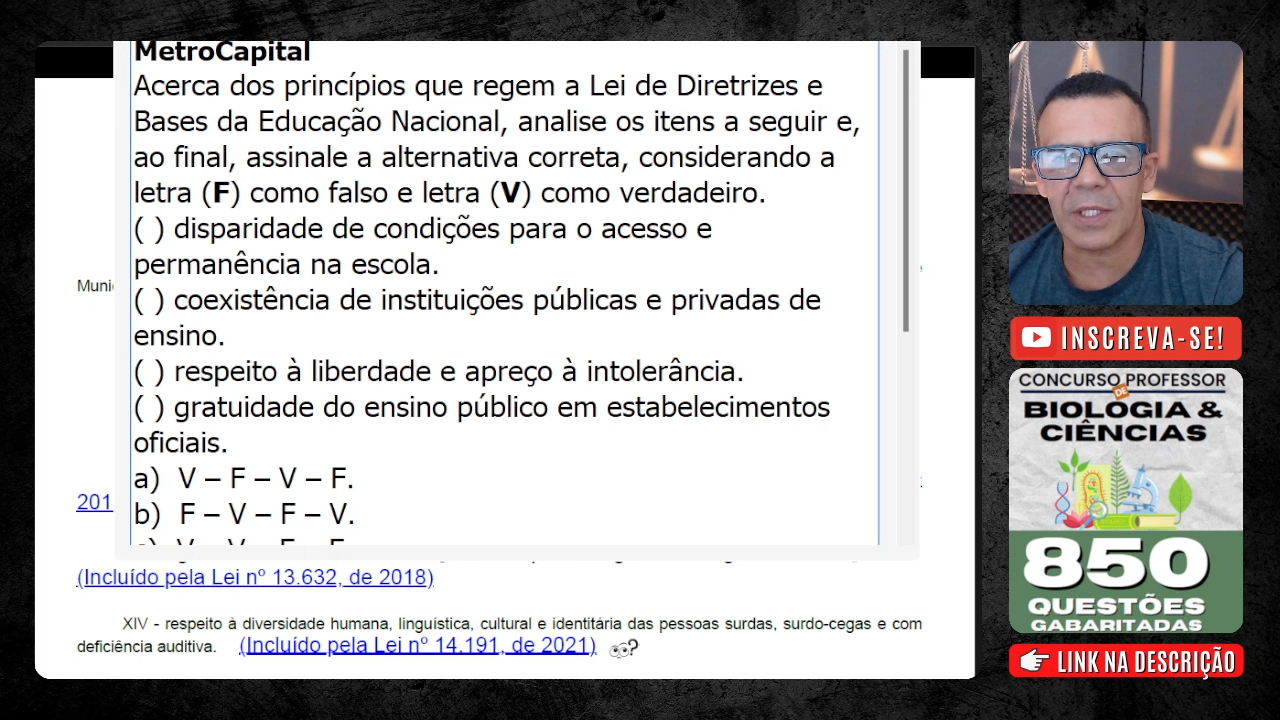 MetroCapital
Acerca dos princípios que regem a Lei de Diretrizes e
Bases da Educação Nacional, analise os itens a seguir e,
ao final, assinale a alternativa correta, considerando a
letra (F) como falso e letra (V) como verdadeiro.
( ) disparidade de condições para o acesso e
permanência na escola.
( ) coexistência de instituições públicas e privadas de
ensino.
( ) respeito à liberdade e apreço à intolerância.
( ) gratuidade do ensino público em estabelecimentos
oficiais.
a) V – F – V – F.
b) F – V – F – V.
Muni
201
(Incluído pela Lei nº 13.632, de 2018)
XIV - respeito à diversidade humana, linguística, cultural e identitária das pessoas surdas, surdo-cegas e com
deficiência auditiva. (Incluído pela Lei nº 14.191, de 2021) ?
INSCREVA-SE!
CONCURSO PROFESSOR
DE
BIOLOGIA &
CIÊNCIAS
850
QUESTÕES
GABARITADAS
LINK NA DESCRIÇÃO